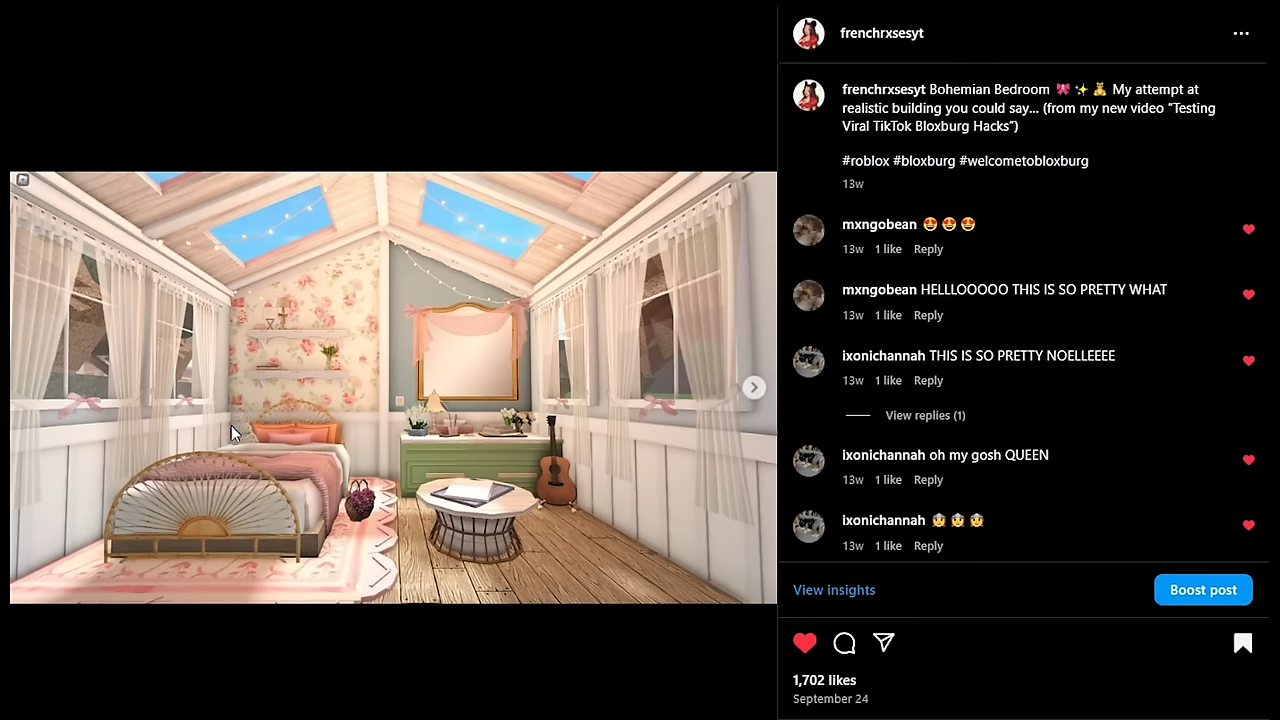 frenchrxsesyt
frenchrxsesyt Bohemian Bedroom 🎀✨🧸 My attempt at
realistic building you could say... (from my new video "Testing
Viral TikTok Bloxburg Hacks")
#roblox #bloxburg #welcometobloxburg
13w
mxngobean 😍😍😍
13w 1 like Reply
mxngobean HELLLOOOOO THIS IS SO PRETTY WHAT
13w 1 like Reply
ixonichannah THIS IS SO PRETTY NOELLEEEE
13w 1 like Reply
View replies (1)
ixonichannah oh my gosh QUEEN
13w 1 like Reply
ixonichannah 👸👸👸
13w 1 like Reply
View insights
Boost post
1,702 likes
September 24